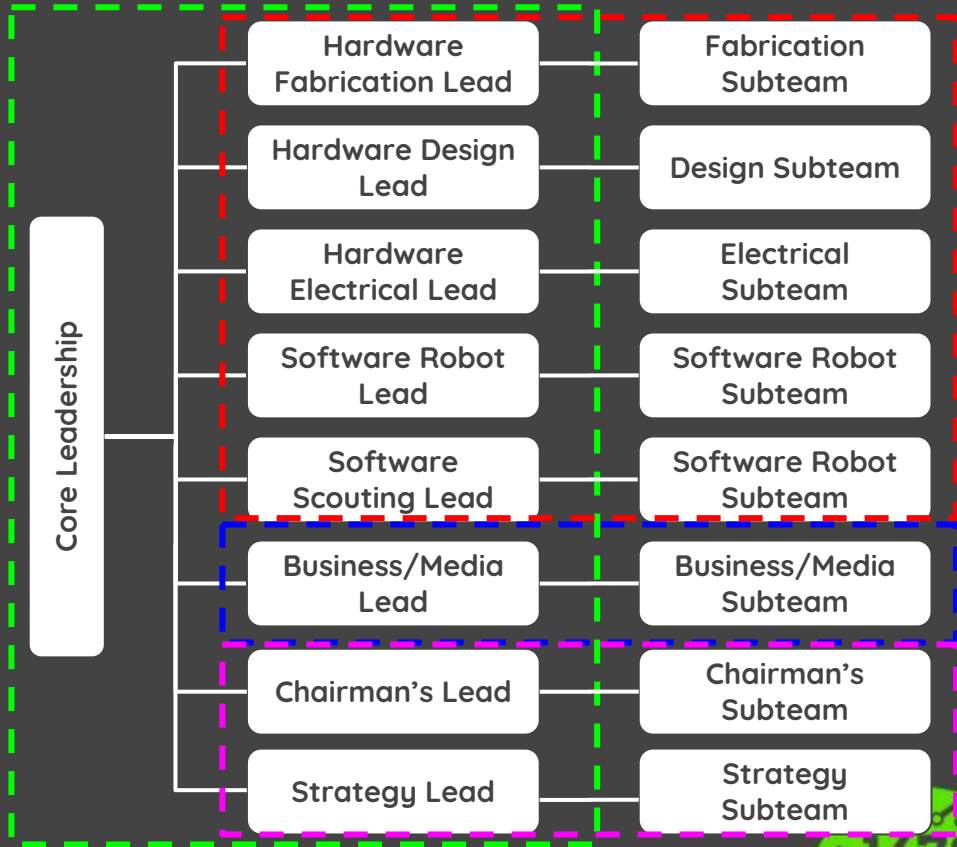 Core Leadership
Hardware
Fabrication Lead
Fabrication
Subteam
Hardware Design
Lead
Design Subteam
Hardware
Electrical Lead
Electrical
Subteam
Software Robot
Lead
Software Robot
Subteam
Software
Scouting Lead
Software Robot
Subteam
Business/Media
Lead
Business/Media
Subteam
Chairman's Lead
Chairman's
Subteam
Strategy Lead
Strategy
Subteam